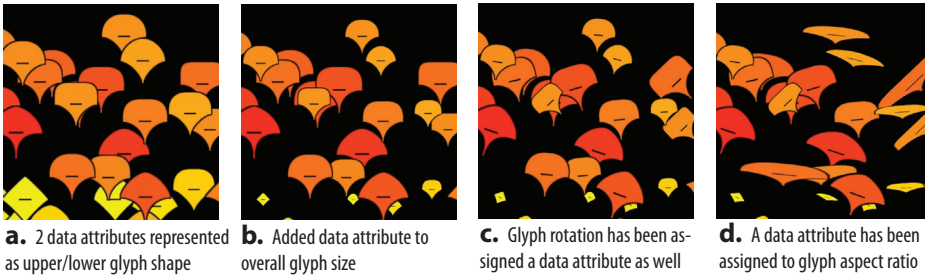 a. 2 data attributes represented
as upper/lower glyph shape
b. Added data attribute to
overall glyph size
c. Glyph rotation has been as-
signed a data attribute as well
d. A data attribute has been
assigned to glyph aspect ratio